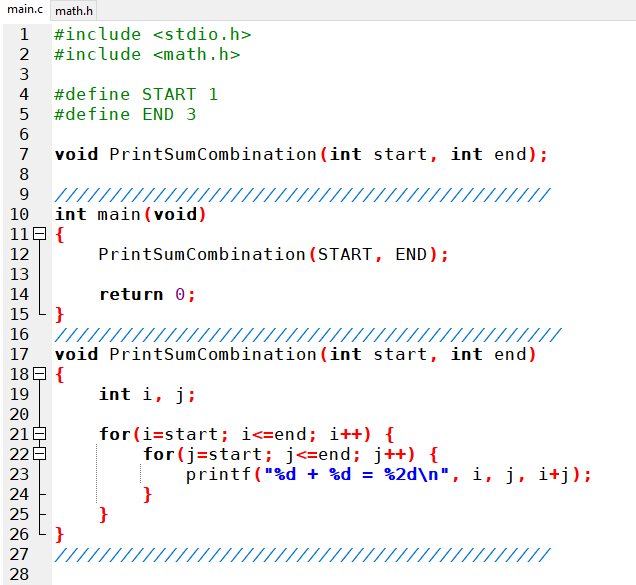 main.c math.h
1 #include <stdio.h>
2 #include <math.h>
3
4 #define START 1
5 #define END 3
6
7 void PrintSumCombination(int start, int end);
8
9 //////////////////////////////////////////////
10 int main(void)
11 {
12     PrintSumCombination(START, END);
13
14     return 0;
15 }
16 ///////////////////////////////////////////////
17 void PrintSumCombination(int start, int end)
18 {
19     int i, j;
20
21     for(i=start; i<=end; i++) {
22         for(j=start; j<=end; j++) {
23             printf("%d + %d = %2d\n", i, j, i+j);
24         }
25     }
26 }
27 //////////////////////////////////////////////
28